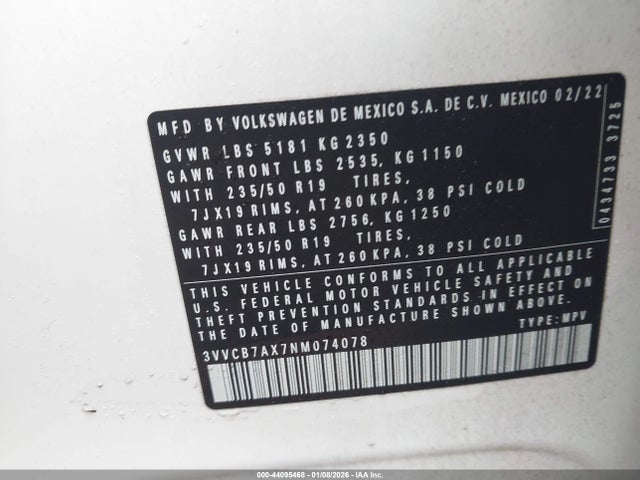 MFD BY VOLKSWAGEN DE MEXICO S.A. DE C.V. MEXICO 02/22
GVWR LBS 5181 KG 2350
GAWR FRONT LBS 2535, KG 1150
WITH 235/50 R19 TIRES,
7JX19 RIMS, AT 260 KPA, 38 PSI COLD
GAWR REAR LBS 2756, KG 1250
WITH 235/50 R19 TIRES,
7JX19 RIMS, AT 260 KPA, 38 PSI COLD
THIS VEHICLE CONFORMS TO ALL APPLICABLE
U.S. FEDERAL MOTOR VEHICLE SAFETY AND
THEFT PREVENTION STANDARDS IN EFFECT ON
THE DATE OF MANUFACTURE SHOWN ABOVE.
3VVCB7AX7NM074078 TYPE: MPV
0434733 3725
000-44095468 - 01/08/2026 - © IAA Inc.